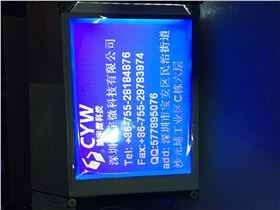 CYW
深圳市
微科技有限公司
Tel: +86-755-28184876
Fax:+86-755-29783974
QQ:577895076
add: 深圳市宝安区民治街道
沙元埔工业区C栋六层